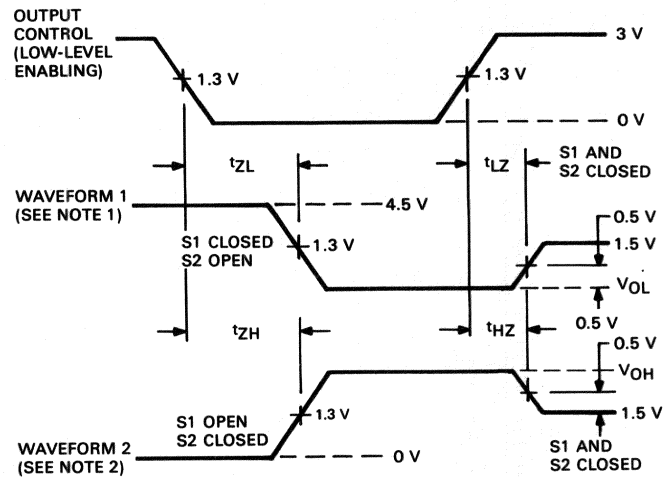 OUTPUT
CONTROL
(LOW-LEVEL
ENABLING)
3 V
1.3 V
1.3 V
0 V
tZL
tLZ
S1 AND
S2 CLOSED
WAVEFORM 1
(SEE NOTE 1)
4.5 V
0.5 V
S1 CLOSED
S2 OPEN
1.3 V
1.5 V
VOL
0.5 V
tZH
tHZ
0.5 V
VOH
S1 OPEN
S2 CLOSED
1.3 V
1.5 V
WAVEFORM 2
(SEE NOTE 2)
0 V
S1 AND
S2 CLOSED